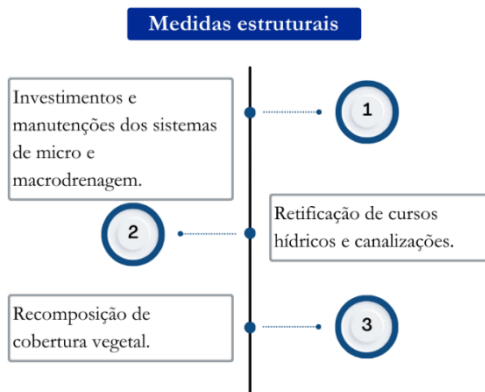 Medidas estruturais
Investimentos e
manutenções dos sistemas
de micro e
macrodrenagem.
1
2
Retificação de cursos
hídricos e canalizações.
Recomposição de
cobertura vegetal.
3